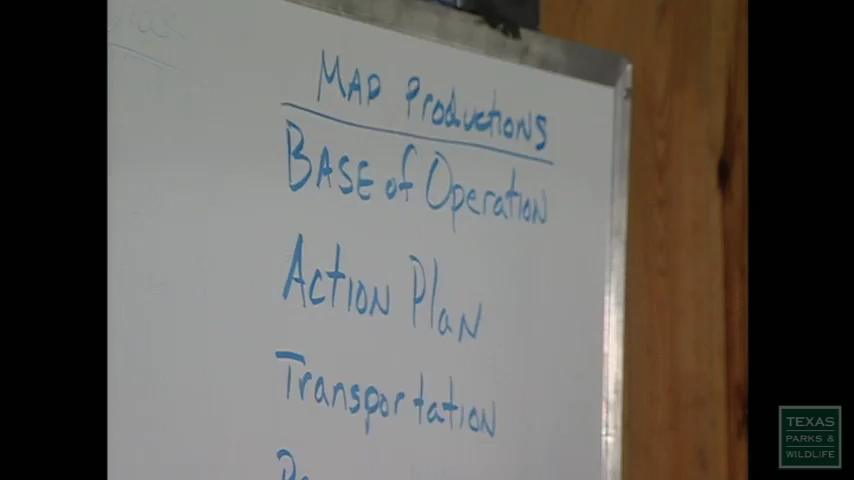 MAP Productions
BASE of Operation
Action Plan
Transportation
TEXAS
PARKS &
WILDLIFE